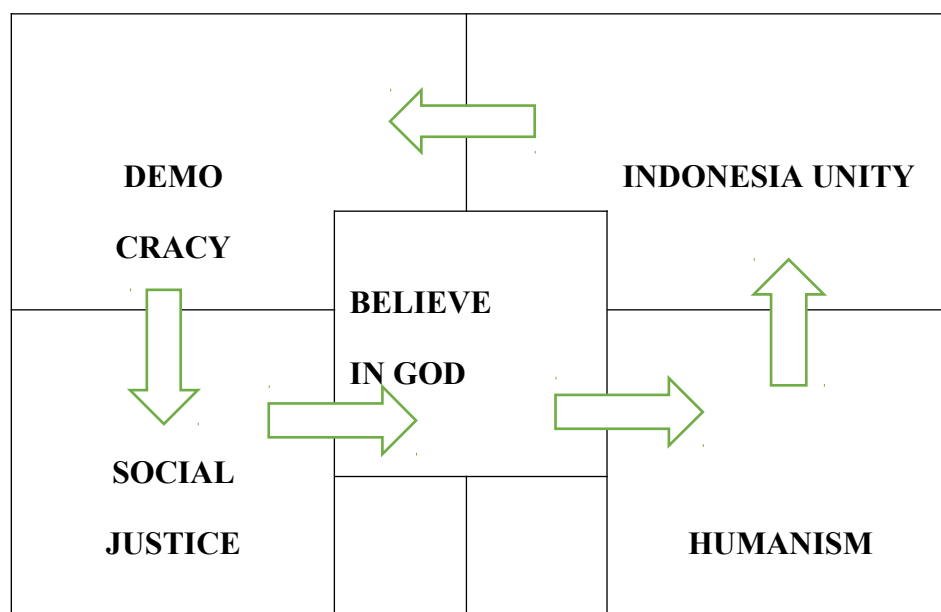 DEMO
CRACY
INDONESIA UNITY
BELIEVE
IN GOD
SOCIAL
JUSTICE
HUMANISM